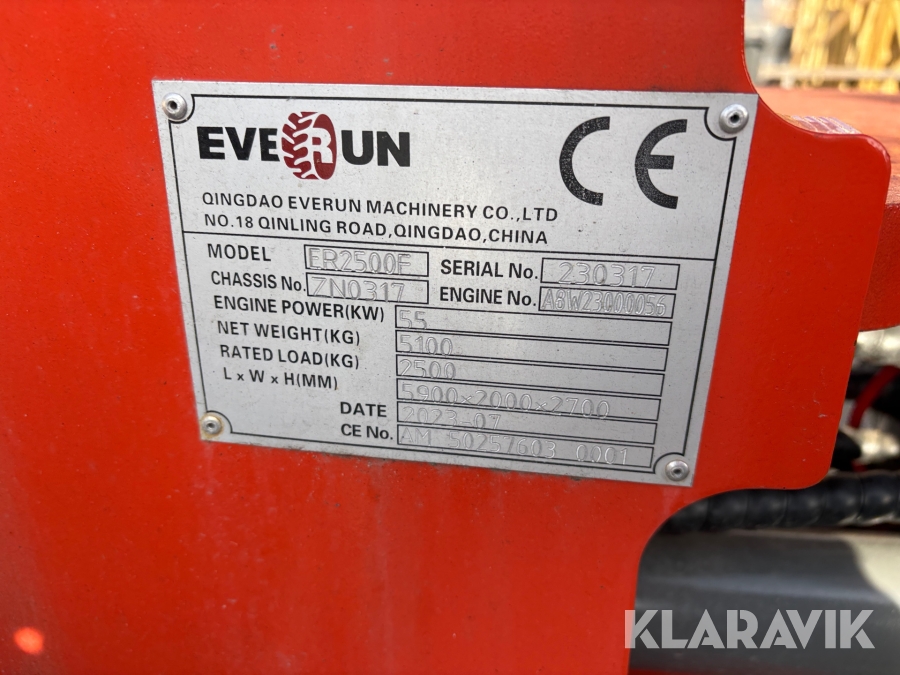 EVERUN
CE
QINGDAO EVERUN MACHINERY CO.,LTD
NO.18 QINLING ROAD,QINGDAO,CHINA
MODEL ER2500F SERIAL No. 230317
CHASSIS No. ZN0317 ENGINE No. A8W23000056
ENGINE POWER(KW) 55
NET WEIGHT(KG) 5100
RATED LOAD(KG) 2500
L x W x H(MM) 5900×2000×2700
DATE 2023-07
CE No. AM 50257603 0001
KLARAVIK